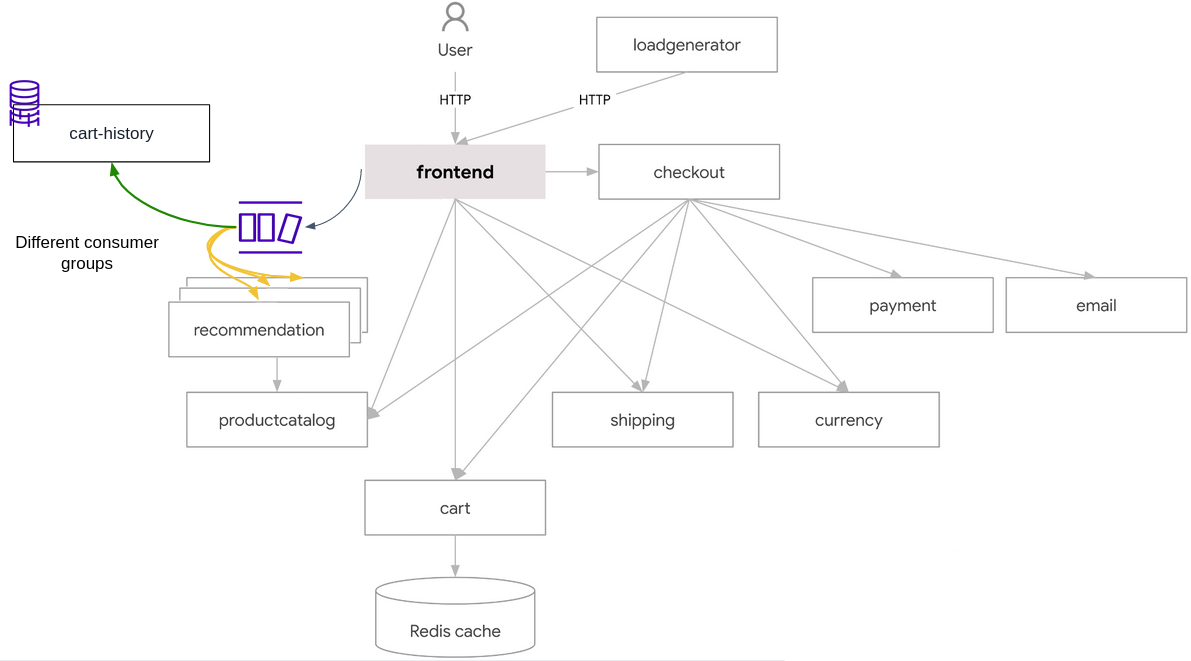 User
loadgenerator
HTTP
HTTP
cart-history
frontend
checkout
Different consumer
groups
recommendation
payment
email
productcatalog
shipping
currency
cart
Redis cache